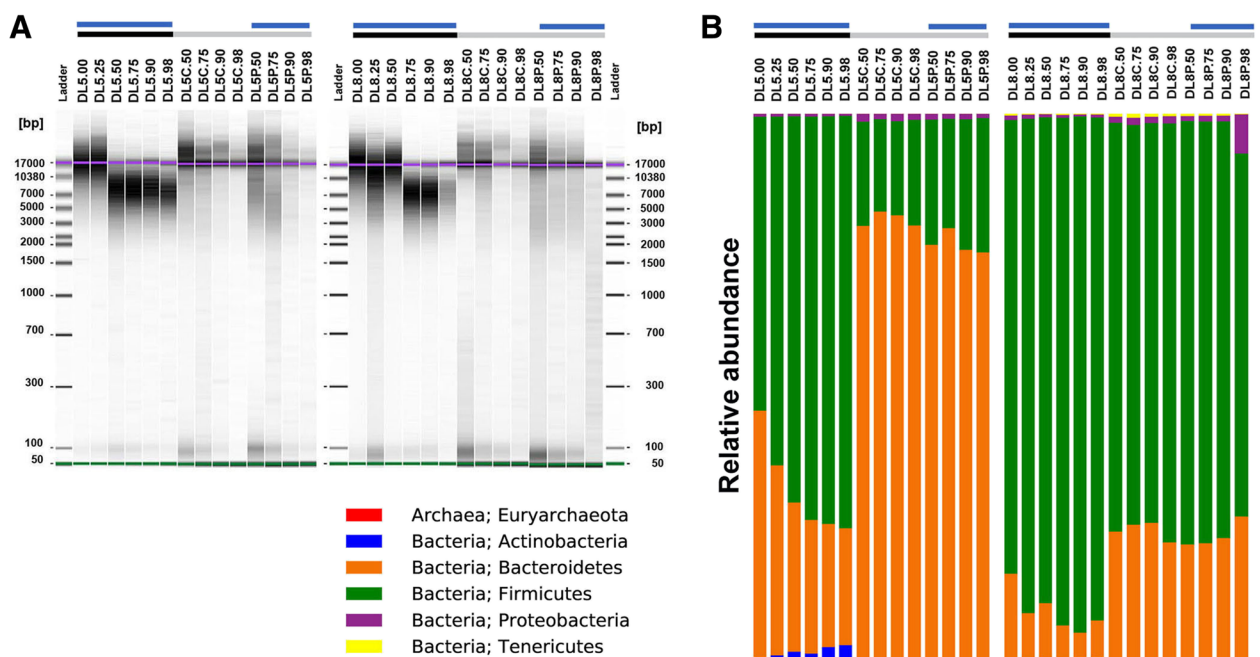 A
B
Ladder DL5.00 DL5.25 DL5.50 DL5.75 DL5.90 DL5.98 DL5C.50 DL5C.75 DL5C.90 DL5C.98 DL5P.50 DL5P.75 DL5P.90 DL5P.98
Ladder DL8.00 DL8.25 DL8.50 DL8.75 DL8.90 DL8.98 DL8C.50 DL8C.75 DL8C.90 DL8C.98 DL8P.50 DL8P.75 DL8P.90 DL8P.98 Ladder
DL5.00 DL5.25 DL5.50 DL5.75 DL5.90 DL5.98 DL5C.50 DL5C.75 DL5C.90 DL5C.98 DL5P.50 DL5P.75 DL5P.90 DL5P.98
DL8.00 DL8.25 DL8.50 DL8.75 DL8.90 DL8.98 DL8C.50 DL8C.75 DL8C.90 DL8C.98 DL8P.50 DL8P.75 DL8P.90 DL8P.98
[bp]
17000
10380
7000
5000
3000
2000
1500
1000
700
300
100
50
[bp]
17000
10380
7000
5000
3000
2000
1500
1000
700
300
100
50
Relative abundance
Archaea; Euryarchaeota
Bacteria; Actinobacteria
Bacteria; Bacteroidetes
Bacteria; Firmicutes
Bacteria; Proteobacteria
Bacteria; Tenericutes